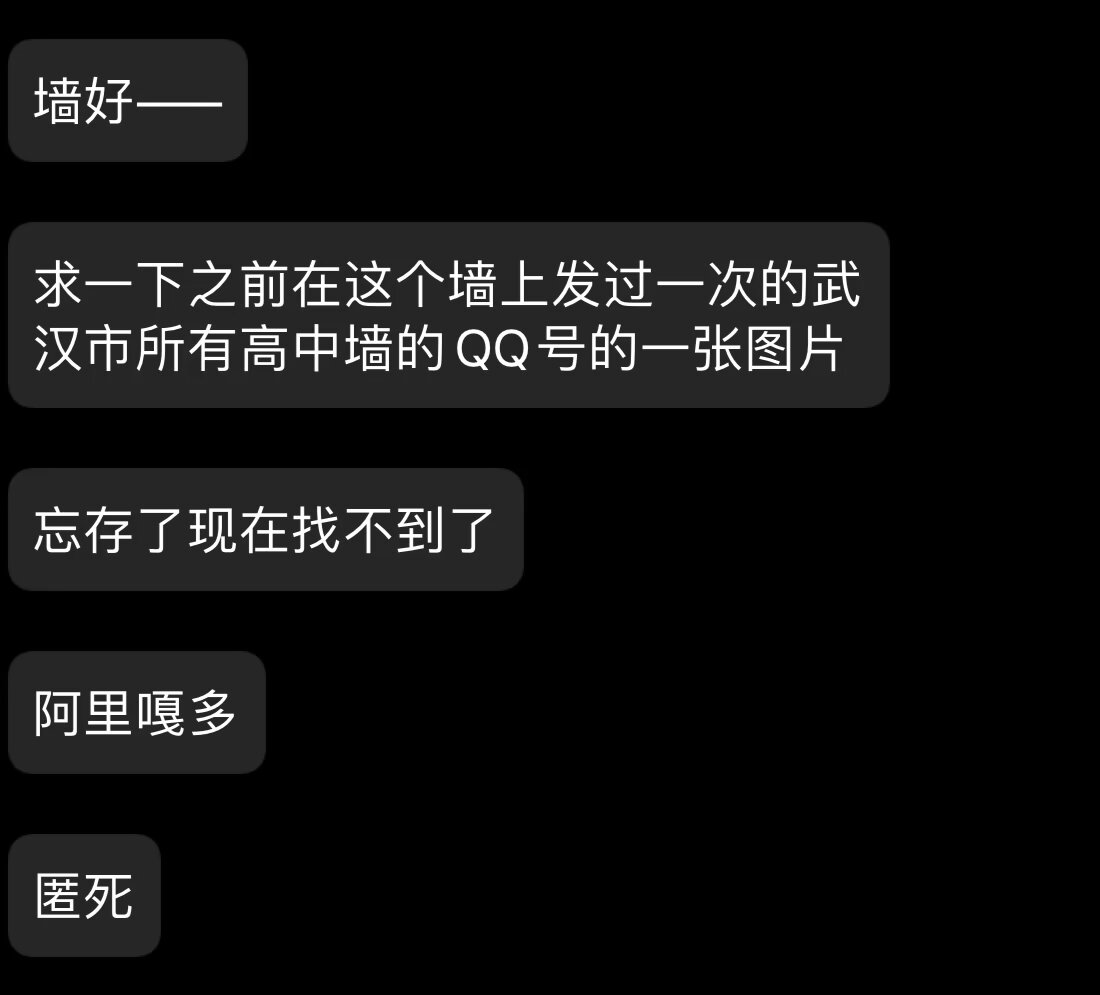 墙好——
求一下之前在这个墙上发过一次的武
汉市所有高中墙的QQ号的一张图片
忘存了现在找不到了
阿里嘎多
匿死